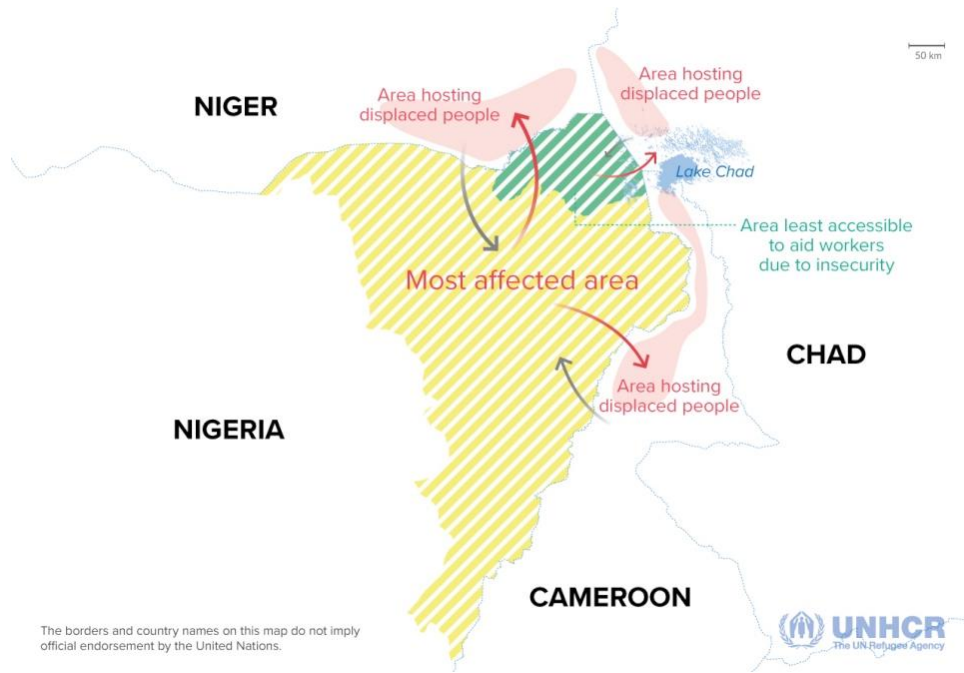 50 km
NIGER
Area hosting
displaced people
Area hosting
displaced people
Lake Chad
Area least accessible
to aid workers
due to insecurity
Most affected area
CHAD
Area hosting
displaced people
NIGERIA
CAMEROON
The borders and country names on this map do not imply
official endorsement by the United Nations.
UNHCR
The UN Refugee Agency